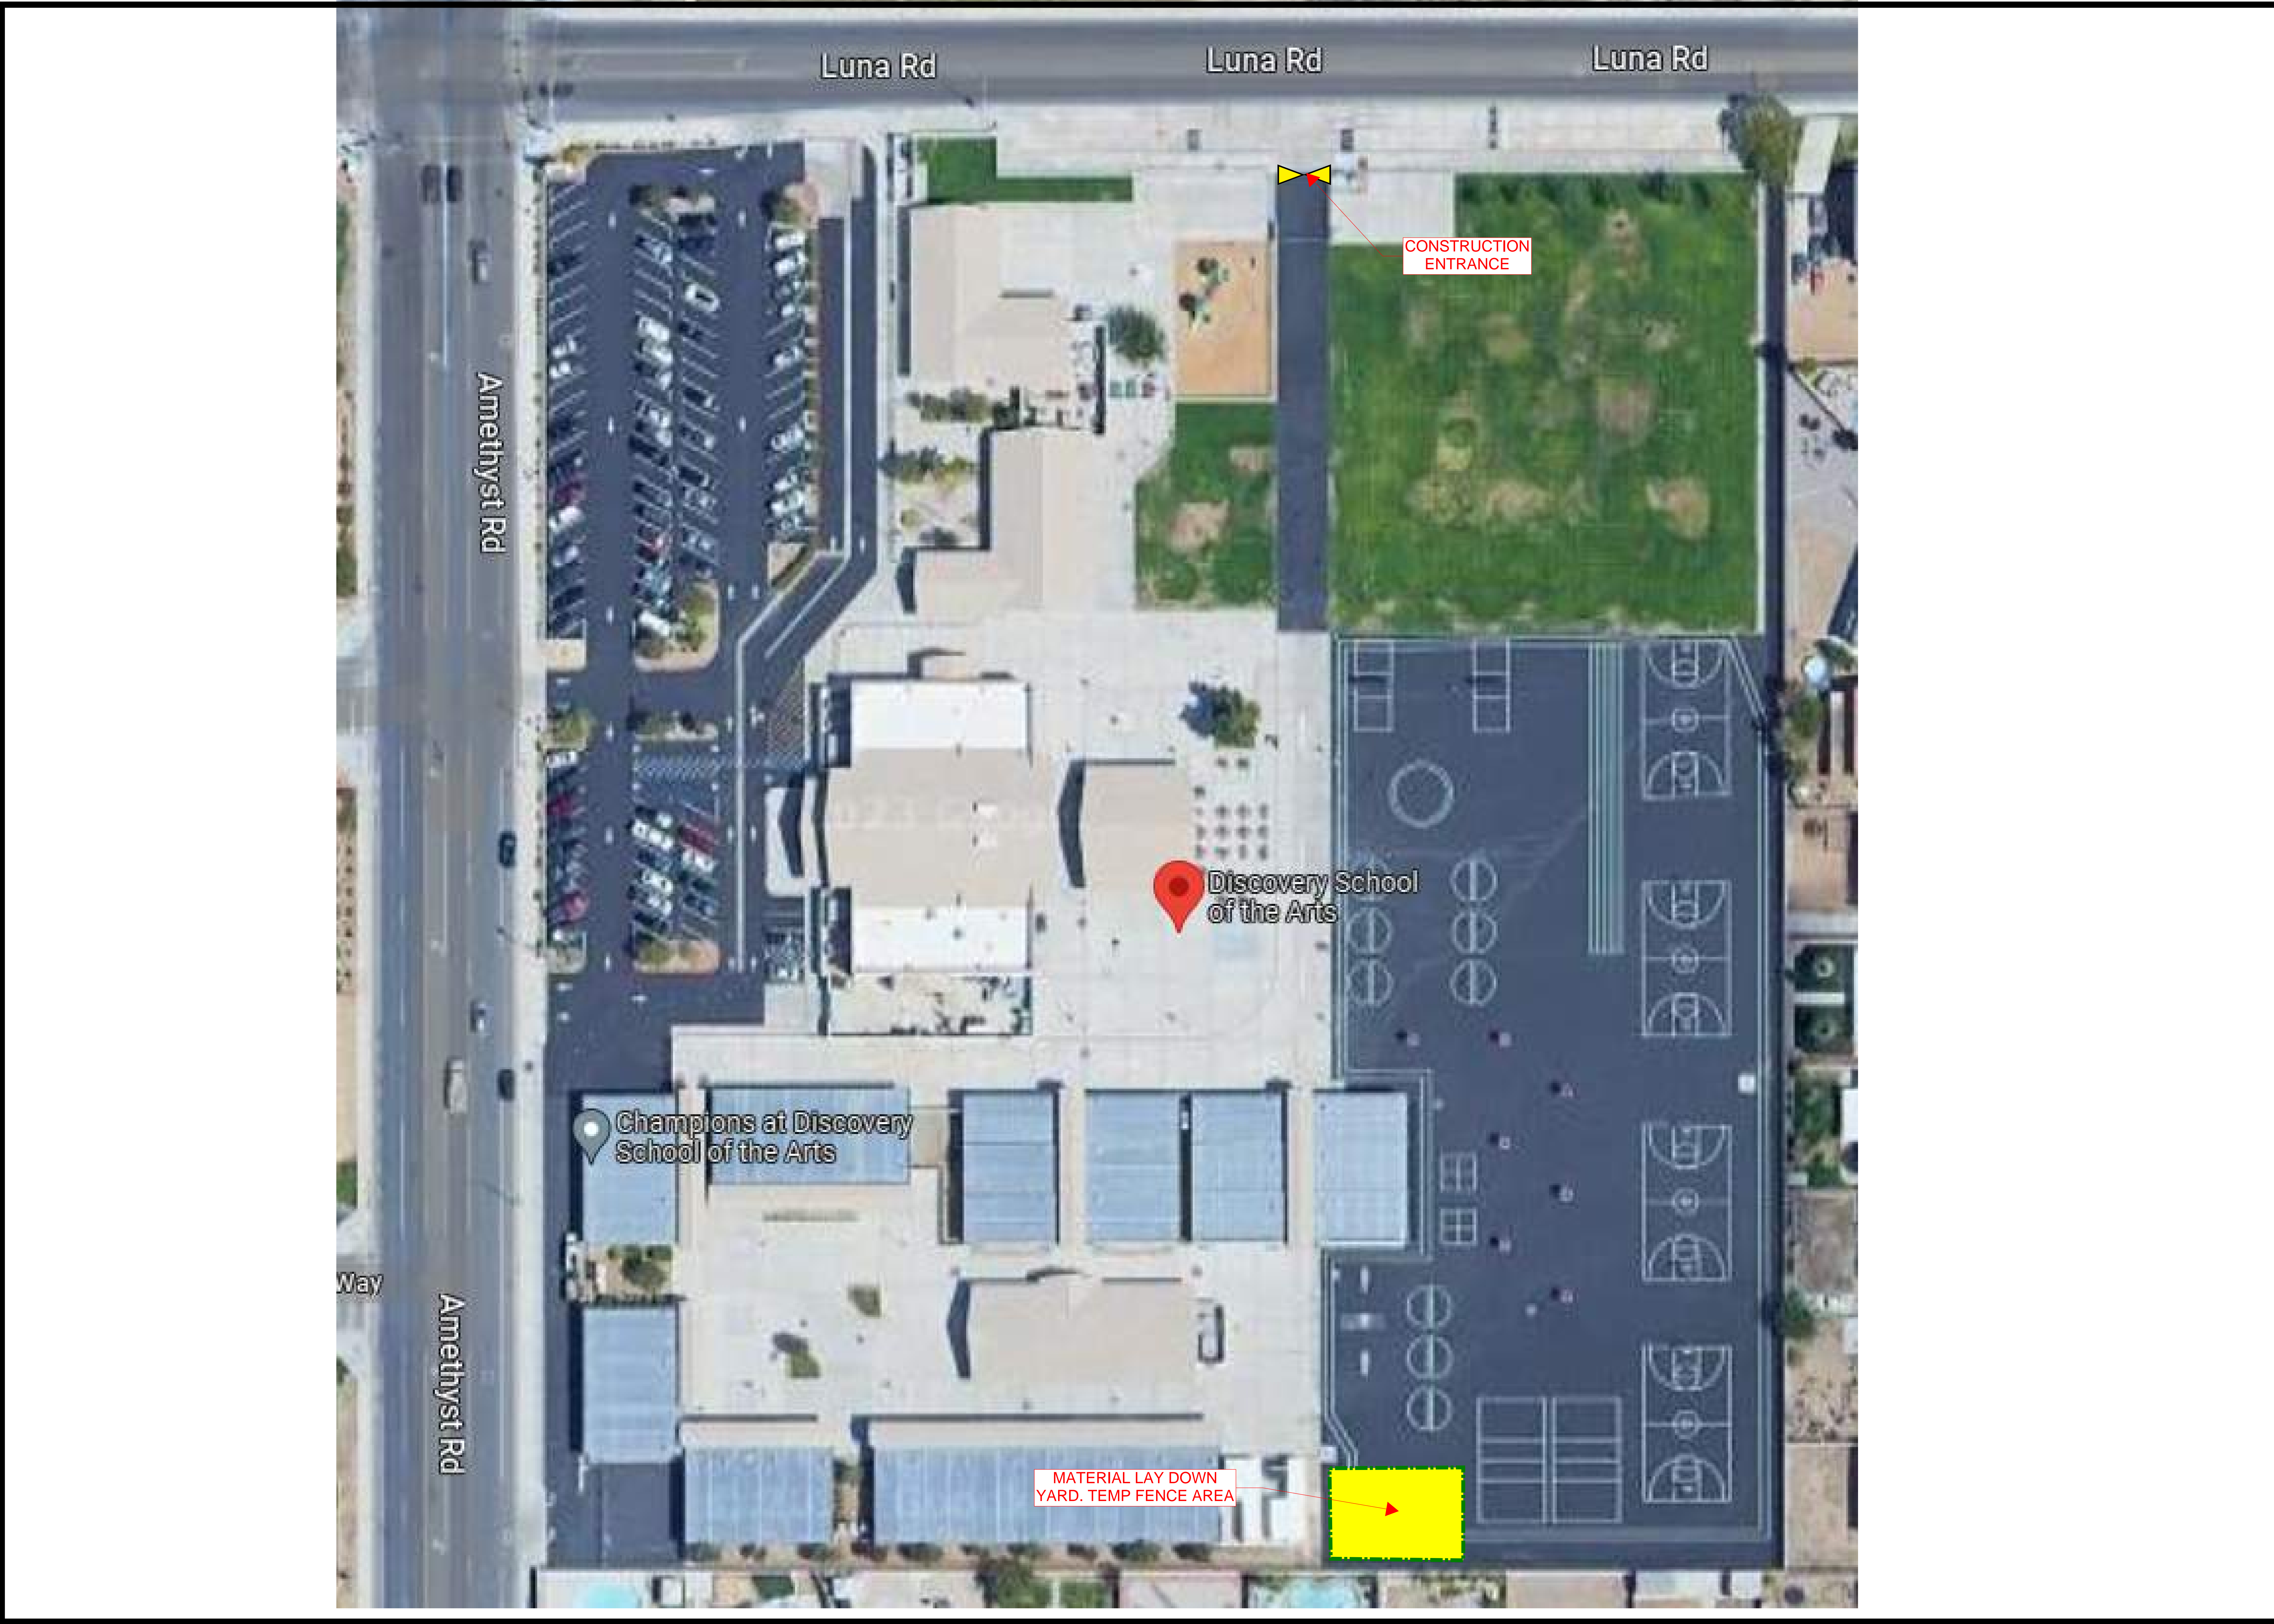 Luna Rd
Luna Rd
Luna Rd
CONSTRUCTION
ENTRANCE
Amethyst Rd
Discovery School
of the Arts
Champions at Discovery
School of the Arts
Way
Amethyst Rd
MATERIAL LAY DOWN
YARD. TEMP FENCE AREA